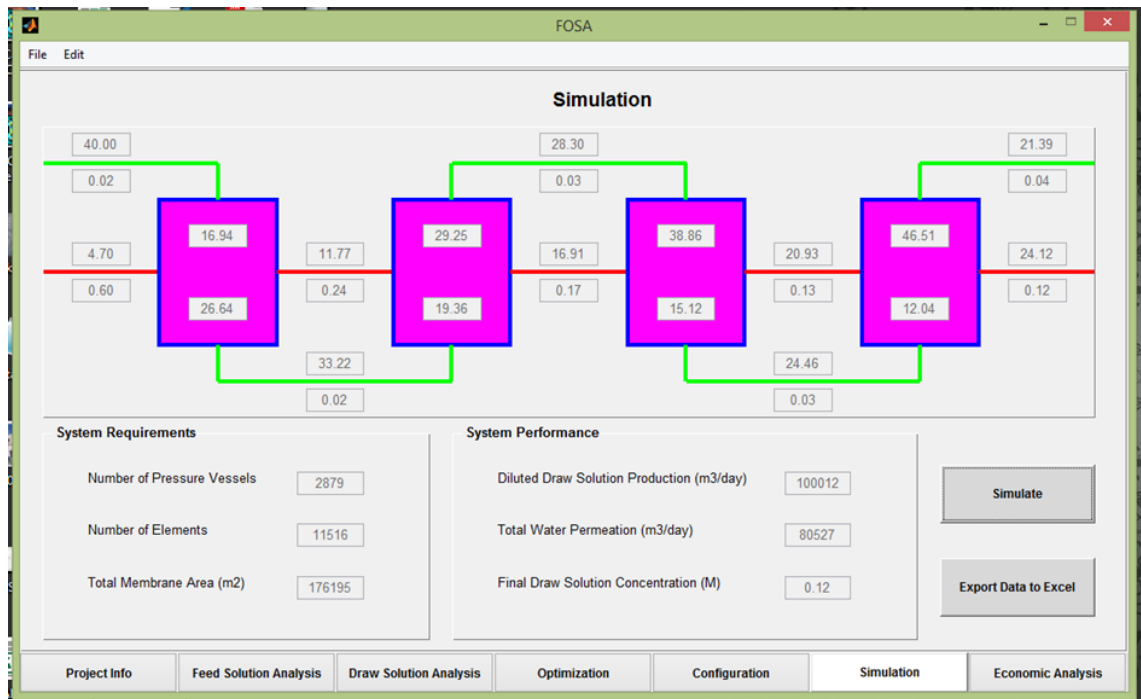 FOSA
File Edit
Simulation
40.00 28.30 21.39
0.02 0.03 0.04
16.94 29.25 38.86 46.51
4.70 11.77 16.91 20.93 24.12
0.60 0.24 0.17 0.13 0.12
26.64 19.36 15.12 12.04
33.22 24.46
0.02 0.03
System Requirements System Performance
Number of Pressure Vessels 2879 Diluted Draw Solution Production (m3/day) 100012
Simulate
Number of Elements 11516 Total Water Permeation (m3/day) 80527
Total Membrane Area (m2) 176195 Final Draw Solution Concentration (M) 0.12
Export Data to Excel
Project Info Feed Solution Analysis Draw Solution Analysis Optimization Configuration Simulation Economic Analysis